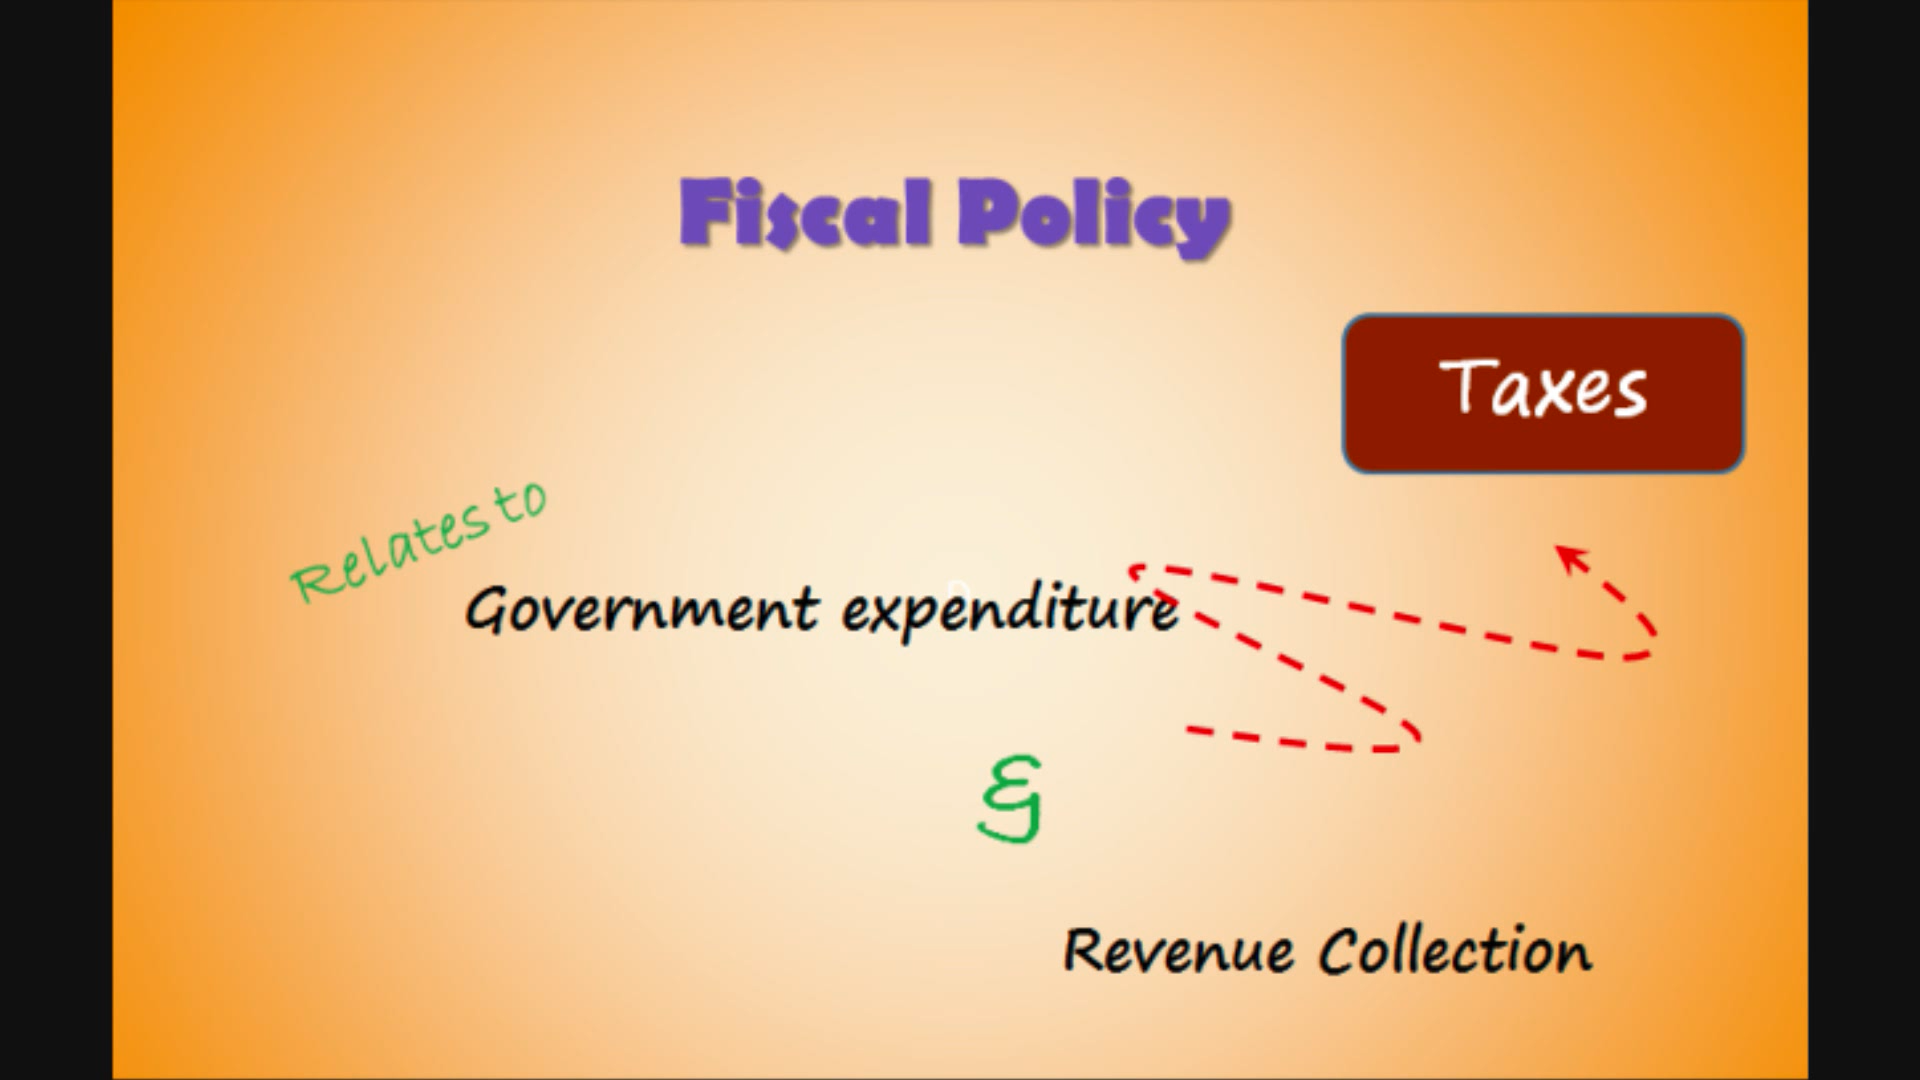 Fiscal Policy
Taxes
Relates to
Government expenditure
&
Revenue Collection